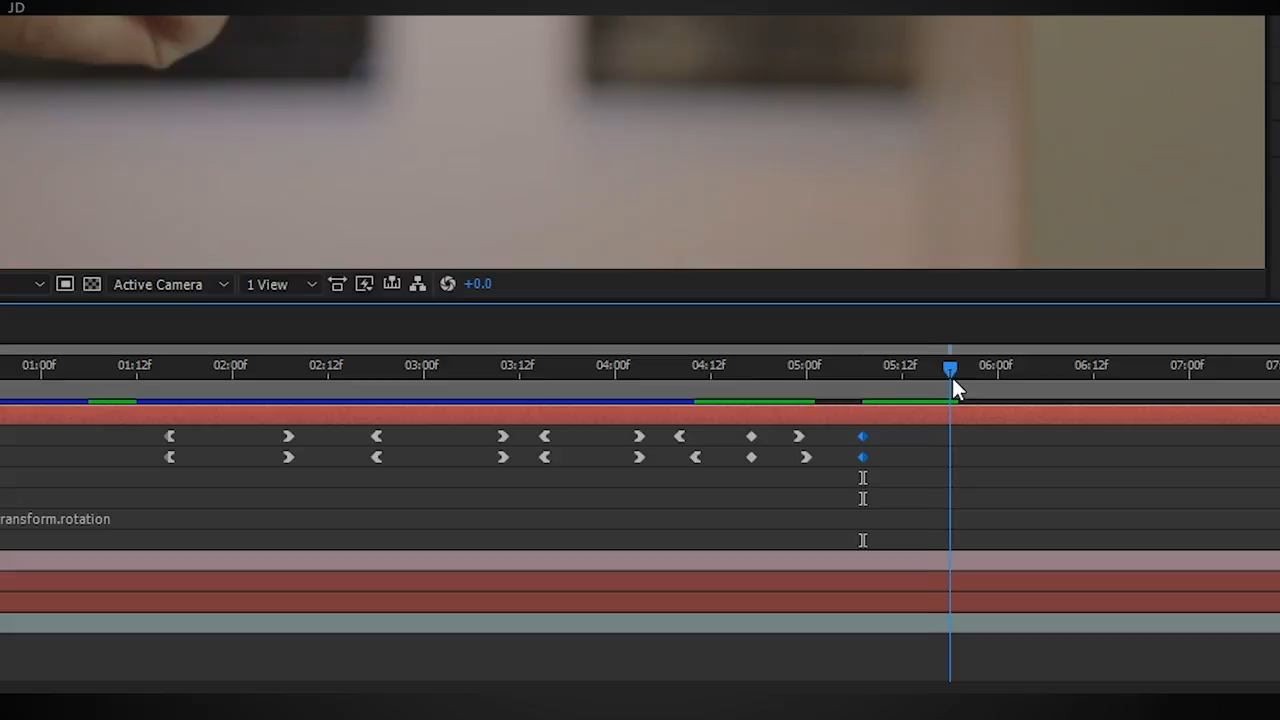 JD
Active Camera 1 View +0.0
01:00f 01:12f 02:00f 02:12f 03:00f 03:12f 04:00f 04:12f 05:00f 05:12f 06:00f 06:12f 07:00f 07
ransform.rotation